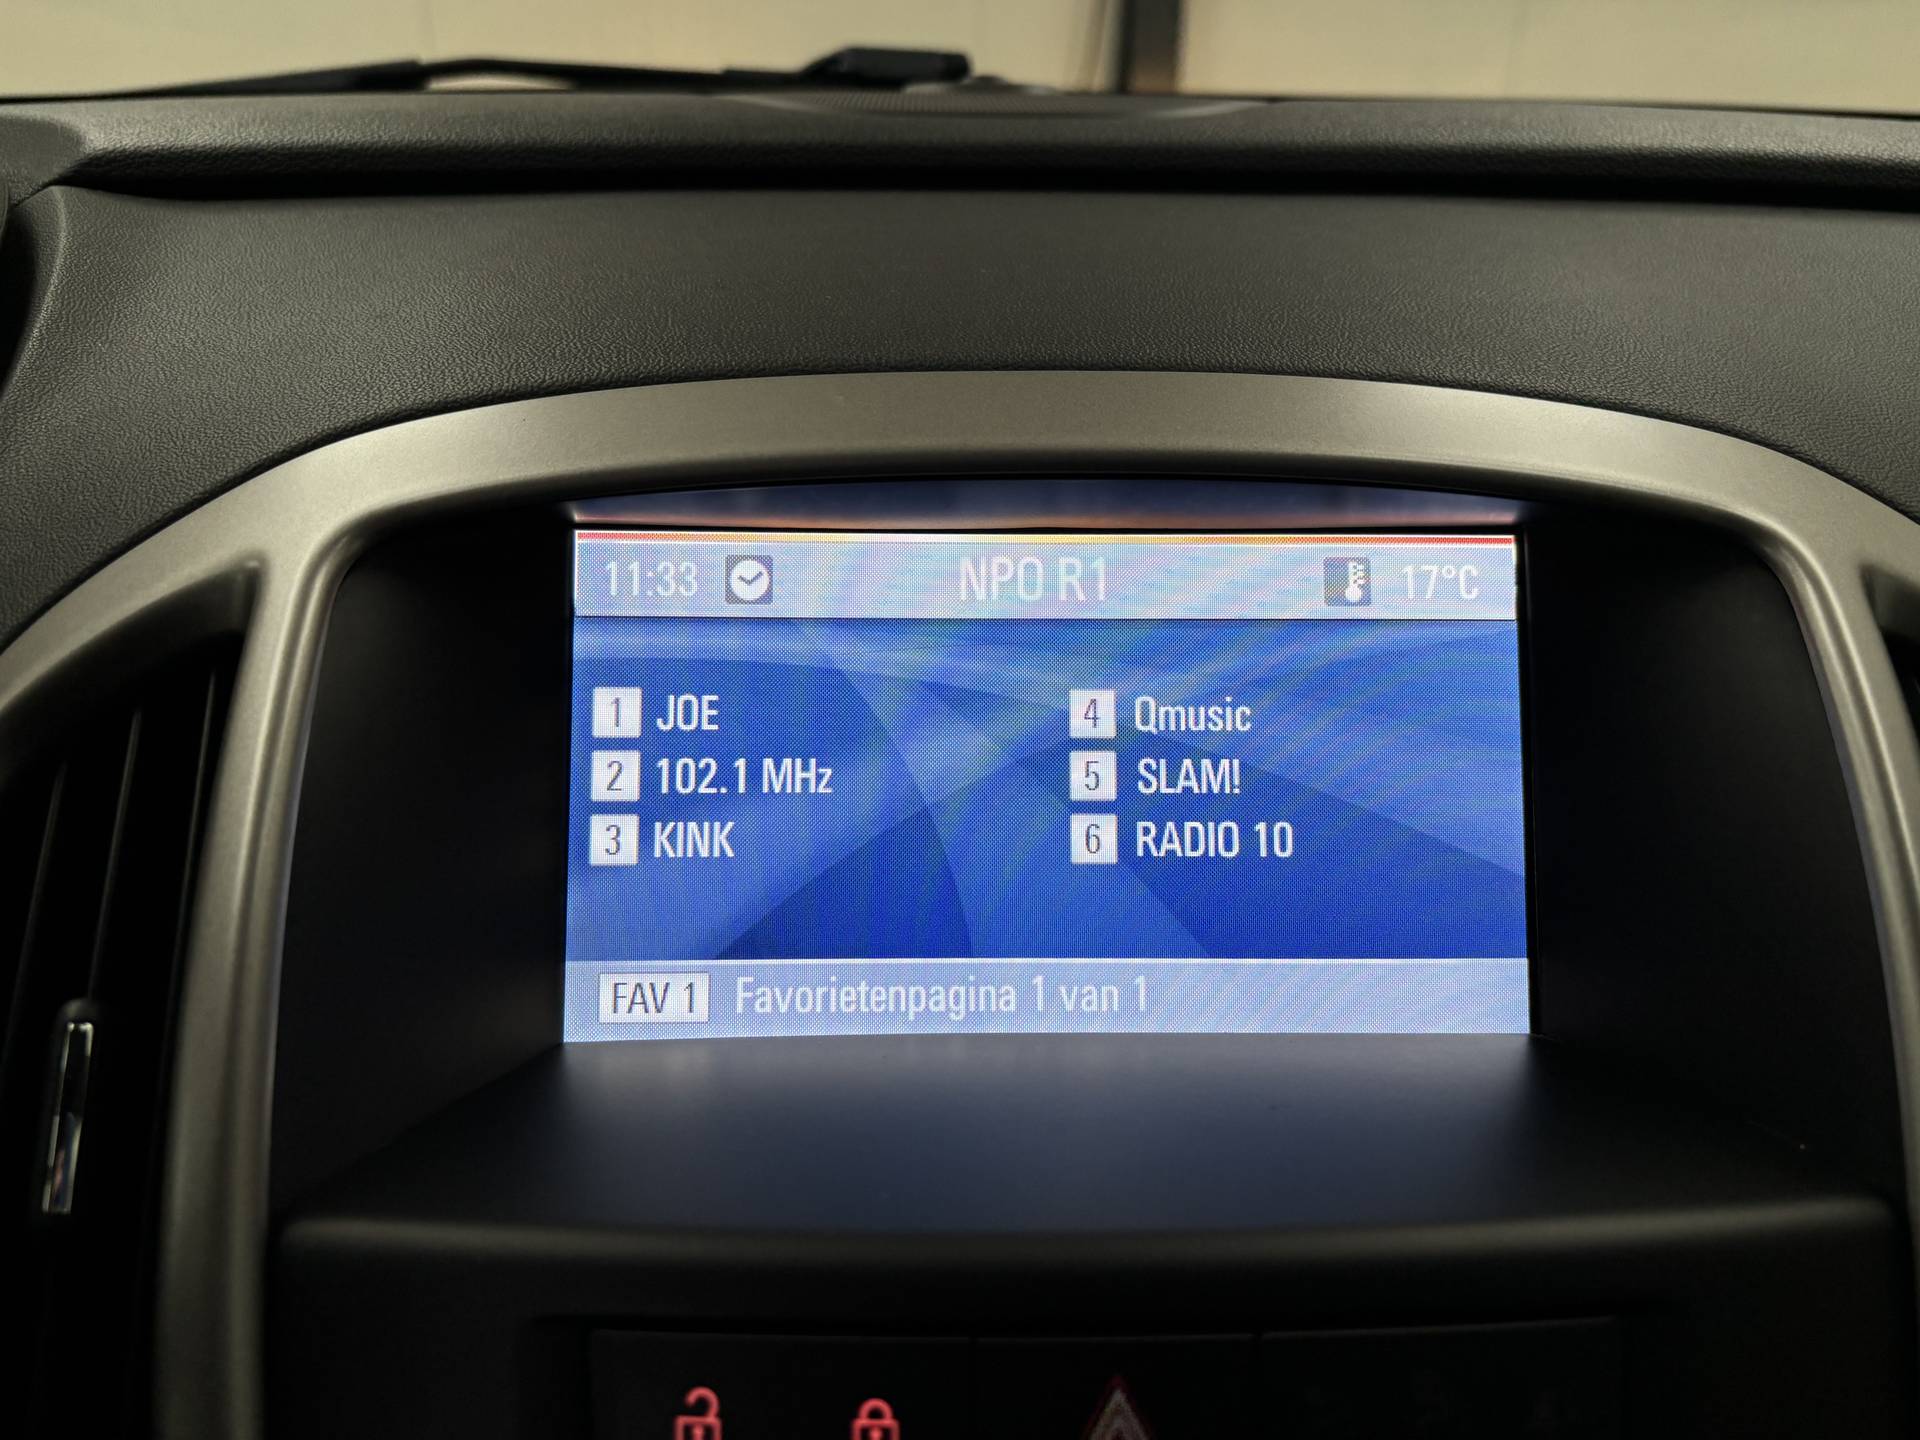 11:33 NPO R1 17°C
1 JOE
2 102.1 MHz
3 KINK
4 Qmusic
5 SLAM!
6 RADIO 10
FAV 1 Favorietenpagina 1 van 1